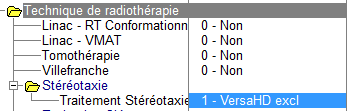 Technique de radiothérapie
Linac - RT Conformationn 0 - Non
Linac - VMAT 0 - Non
Tomothérapie 0 - Non
Villefranche 0 - Non
Stéréotaxie
Traitement Stéréotaxie 1 - VersaHD excl